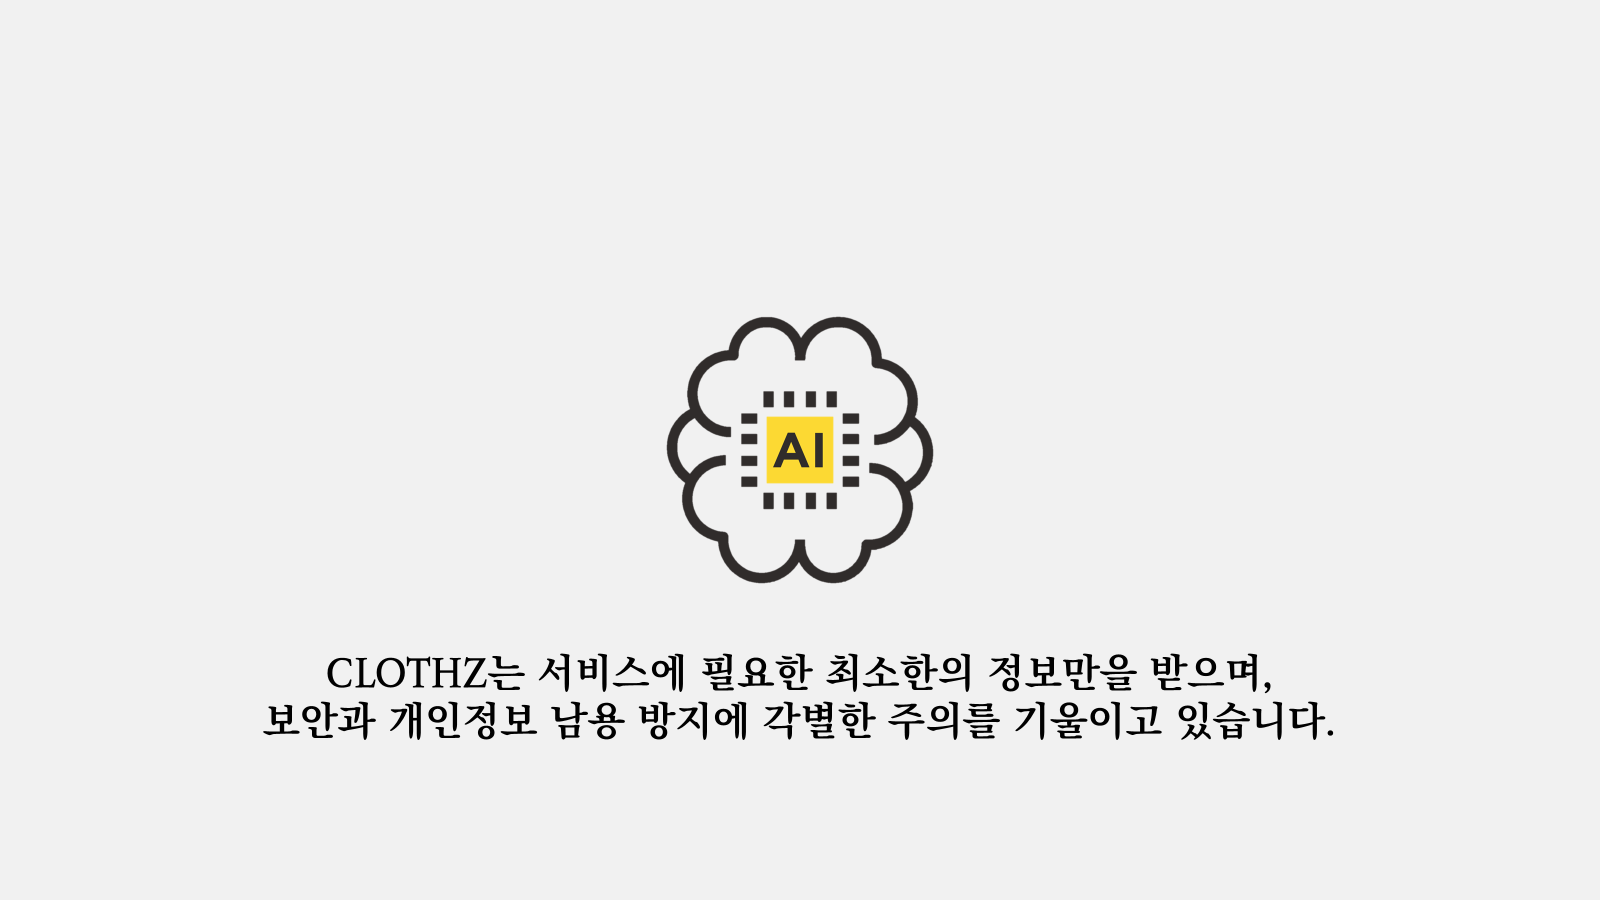 AI
CLOTHZ는 서비스에 필요한 최소한의 정보만을 받으며,
보안과 개인정보 남용 방지에 각별한 주의를 기울이고 있습니다.